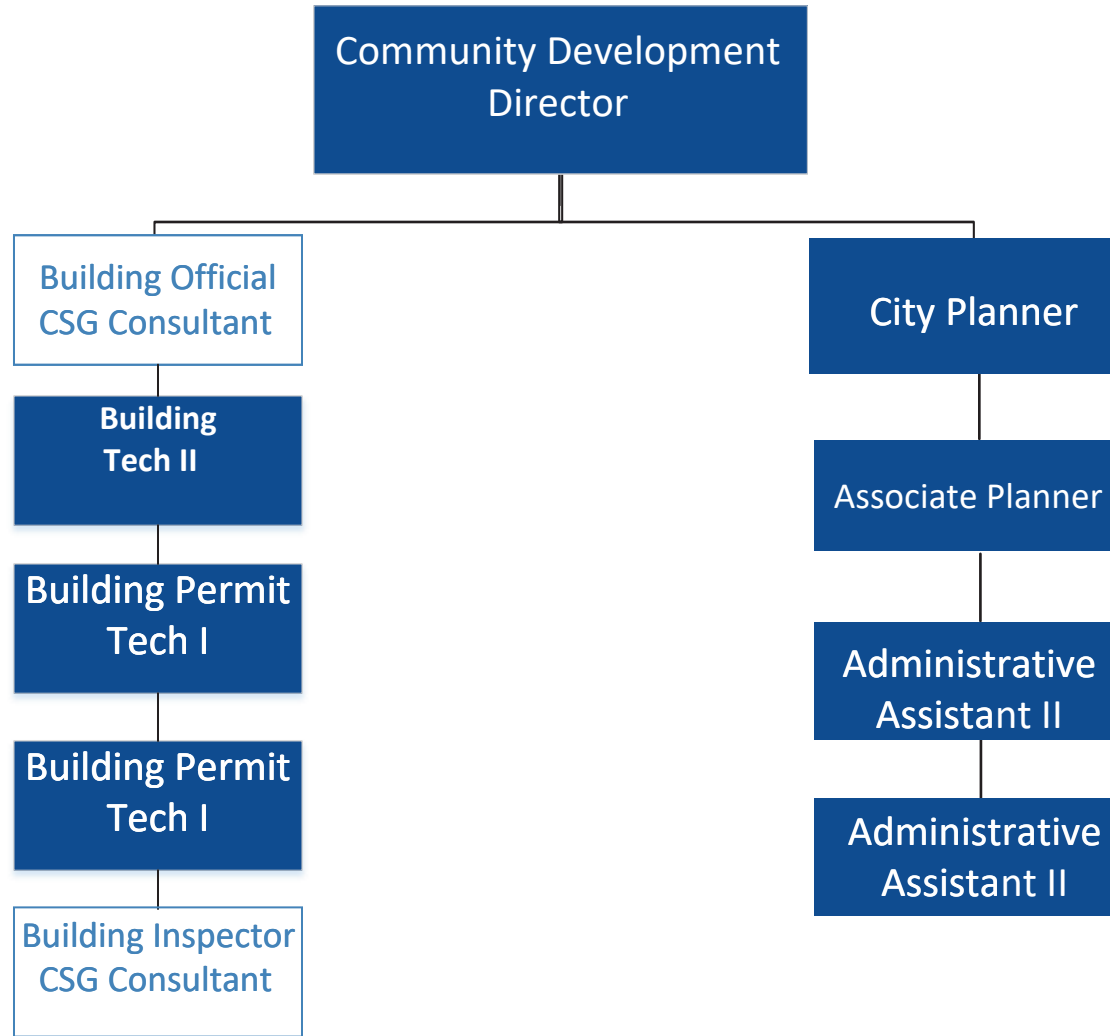 Community Development
Director
Building Official
CSG Consultant
Building
Tech II
Building Permit
Tech I
Building Permit
Tech I
Building Inspector
CSG Consultant
City Planner
Associate Planner
Administrative
Assistant II
Administrative
Assistant II